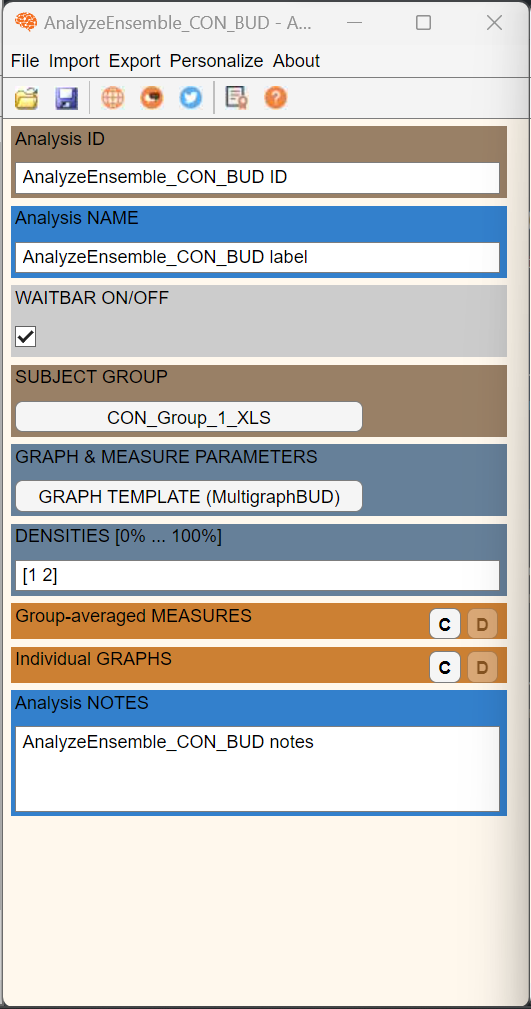 AnalyzeEnsemble_CON_BUD - A...
File Import Export Personalize About
Analysis ID
AnalyzeEnsemble_CON_BUD ID
Analysis NAME
AnalyzeEnsemble_CON_BUD label
WAITBAR ON/OFF
SUBJECT GROUP
CON_Group_1_XLS
GRAPH & MEASURE PARAMETERS
GRAPH TEMPLATE (MultigraphBUD)
DENSITIES [0% ... 100%]
[1 2]
Group-averaged MEASURES C D
Individual GRAPHS C D
Analysis NOTES
AnalyzeEnsemble_CON_BUD notes